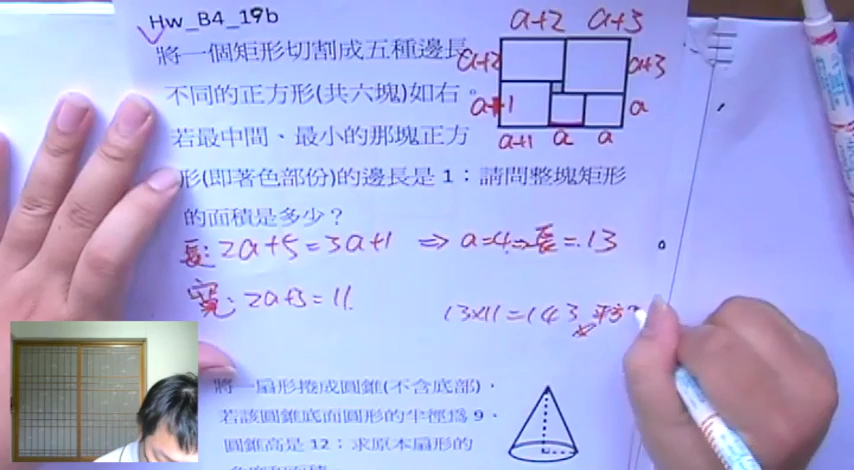 Hw_B4_19b
a+2 a+3
將一個矩形切割成五種邊長
a+2 a+3
不同的正方形(共六塊)如右。
a+1 a
若最中間、最小的那塊正方
a+1 a a
形(即著色部份)的邊長是 1；請問整塊矩形
的面積是多少？
長: 2a+5=3a+1 ⇒ a=4 ⇒ 長=13
寬: 2a+3=11
13×11=143 平方
將一扇形捲成圓錐(不含底部)，
若該圓錐底面圓形的半徑為 9，
圓錐高是 12；求原本扇形的